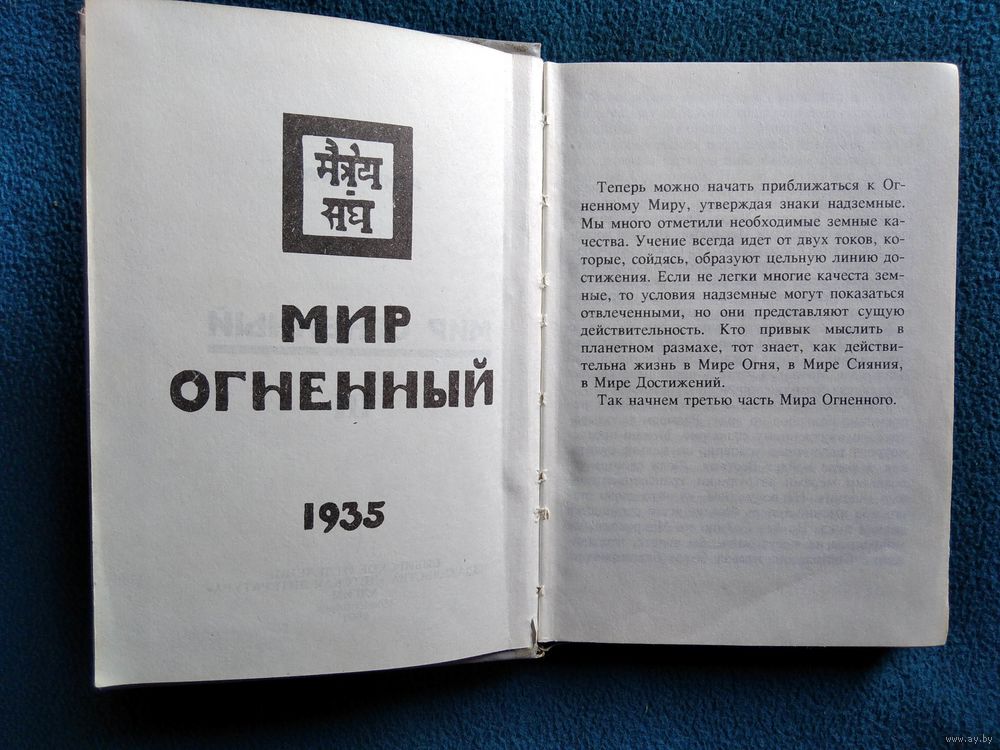 मैत्रेय
संघ
МИР
ОГНЕННЫЙ
1935
Теперь можно начать приближаться к Ог-
ненному Миру, утверждая знаки надземные.
Мы много отметили необходимые земные ка-
чества. Учение всегда идет от двух токов, ко-
торые, сойдясь, образуют цельную линию до-
стижения. Если не легки многие качеста зем-
ные, то условия надземные могут показаться
отвлеченными, но они представляют сущую
действительность. Кто привык мыслить в
планетном размахе, тот знает, как действи-
тельна жизнь в Мире Огня, в Мире Сияния,
в Мире Достижений.
Так начнем третью часть Мира Огненного.
www.ay.by